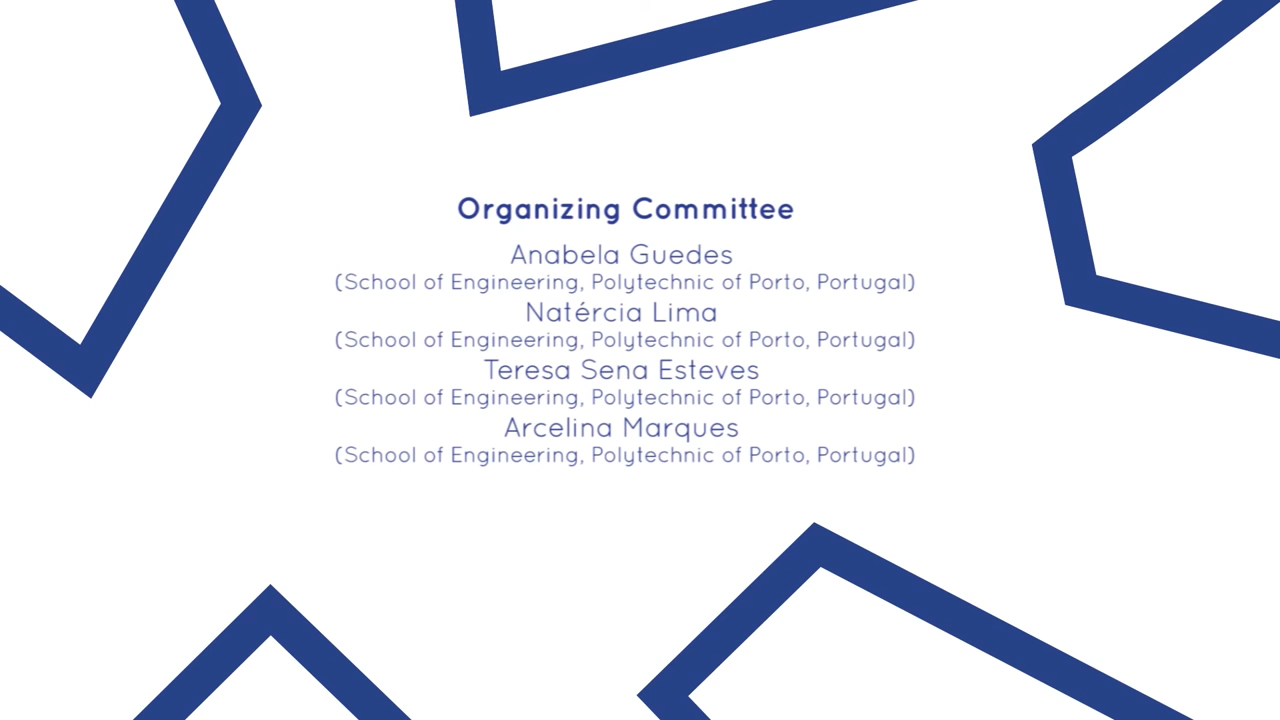 Organizing Committee
Anabela Guedes
(School of Engineering, Polytechnic of Porto, Portugal)
Natércia Lima
(School of Engineering, Polytechnic of Porto, Portugal)
Teresa Sena Esteves
(School of Engineering, Polytechnic of Porto, Portugal)
Arcelina Marques
(School of Engineering, Polytechnic of Porto, Portugal)